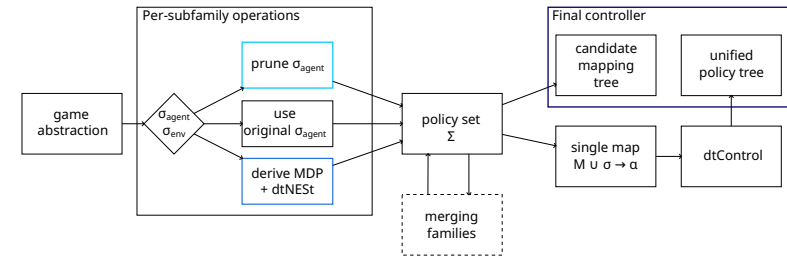 Per-subfamily operations
Final controller
game
abstraction
σagent
σenv
prune σagent
use
original σagent
derive MDP
+ dtNESt
policy set
Σ
merging
families
candidate
mapping
tree
unified
policy tree
single map
M ∪ σ → α
dtControl